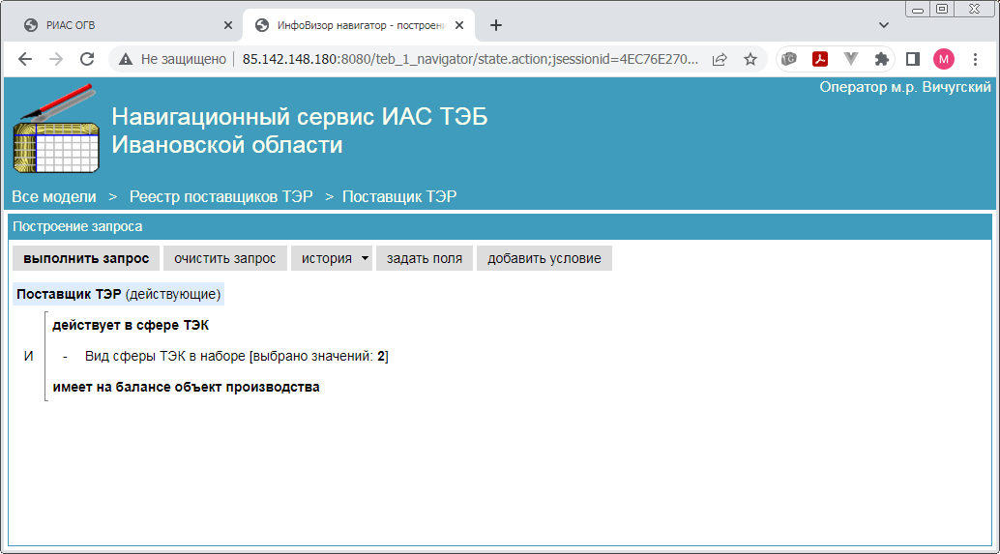 РИАС ОГВ
ИнфоВизор навигатор - построени
Не защищено
85.142.148.180:8080/teb_1_navigator/state.action;jsessionid=4EC76E270...
М
Оператор м.р. Вичугский
Навигационный сервис ИАС ТЭБ
Ивановской области
Все модели > Реестр поставщиков ТЭР > Поставщик ТЭР
Построение запроса
выполнить запрос очистить запрос история задать поля добавить условие
Поставщик ТЭР (действующие)
действует в сфере ТЭК
И - Вид сферы ТЭК в наборе [выбрано значений: 2]
имеет на балансе объект производства